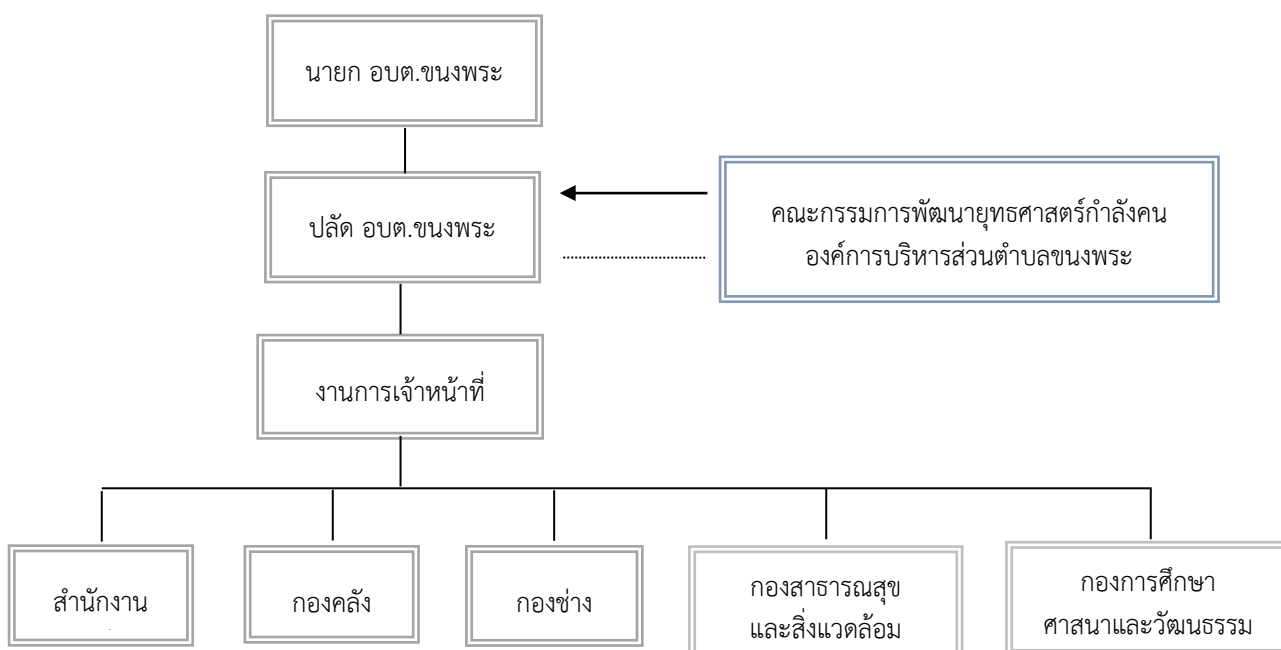 นายก อบต.ขนงพระ
ปลัด อบต.ขนงพระ
คณะกรรมการพัฒนายุทธศาสตร์กำลังคน
องค์การบริหารส่วนตำบลขนงพระ
งานการเจ้าหน้าที่
สำนักงาน
กองคลัง
กองช่าง
กองสาธารณสุข
และสิ่งแวดล้อม
กองการศึกษา
ศาสนาและวัฒนธรรม